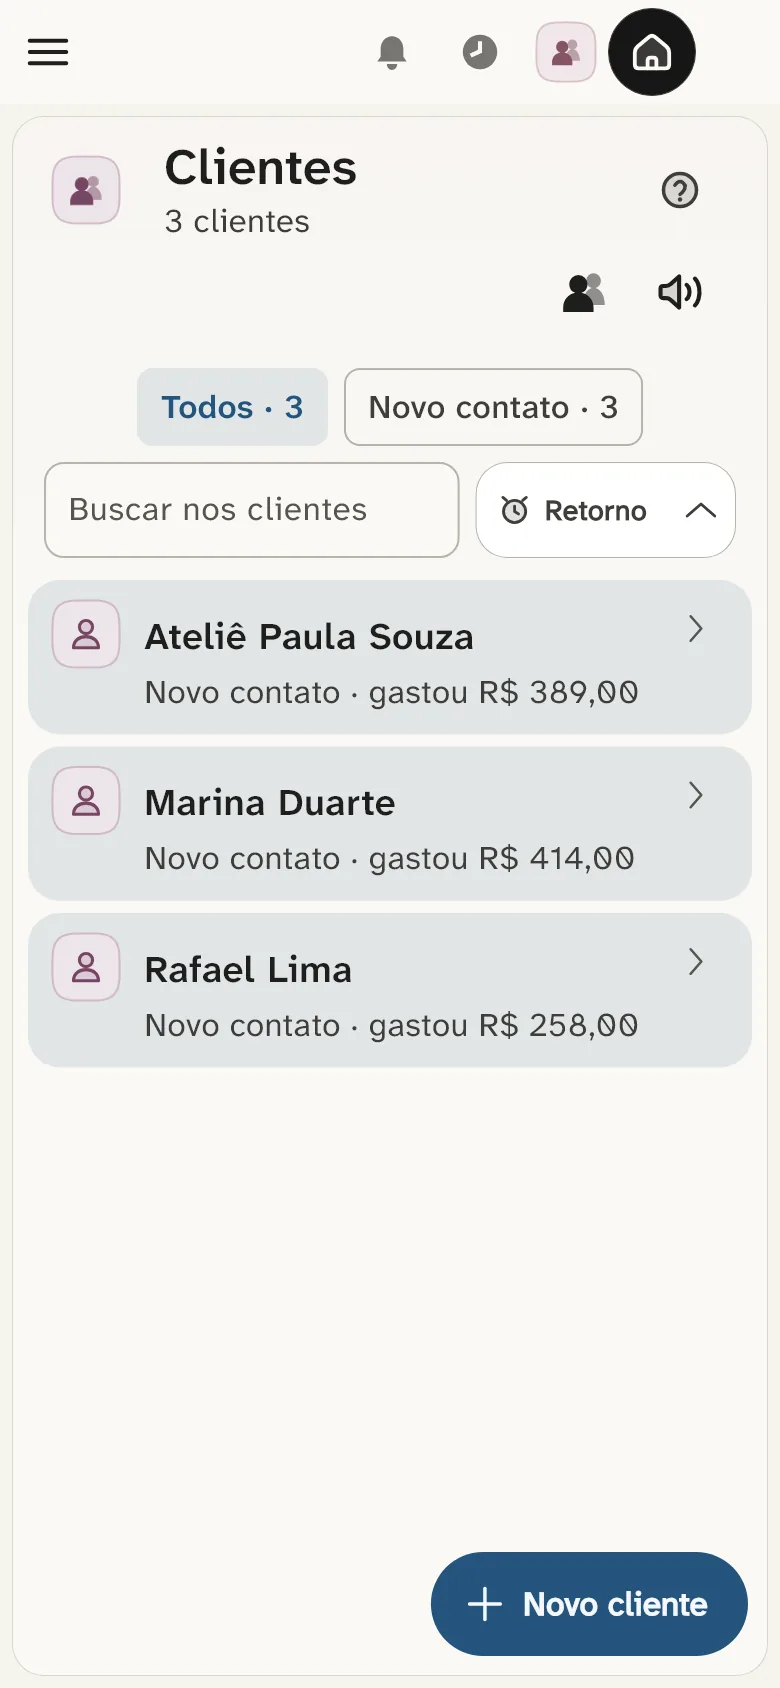 Clientes
3 clientes
Todos · 3
Novo contato · 3
Buscar nos clientes
Retorno
Ateliê Paula Souza
Novo contato · gastou R$ 389,00
Marina Duarte
Novo contato · gastou R$ 414,00
Rafael Lima
Novo contato · gastou R$ 258,00
Novo cliente